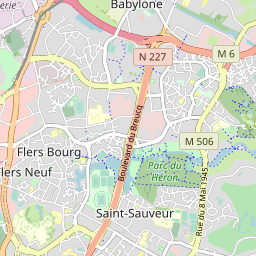 Babylone
N 227
M 6
Boulevard du Breucq
M 506
Flers Bourg
Parc du
Héron
Flers Neuf
Rue du 8 Mai 1945
Saint-Sauveur